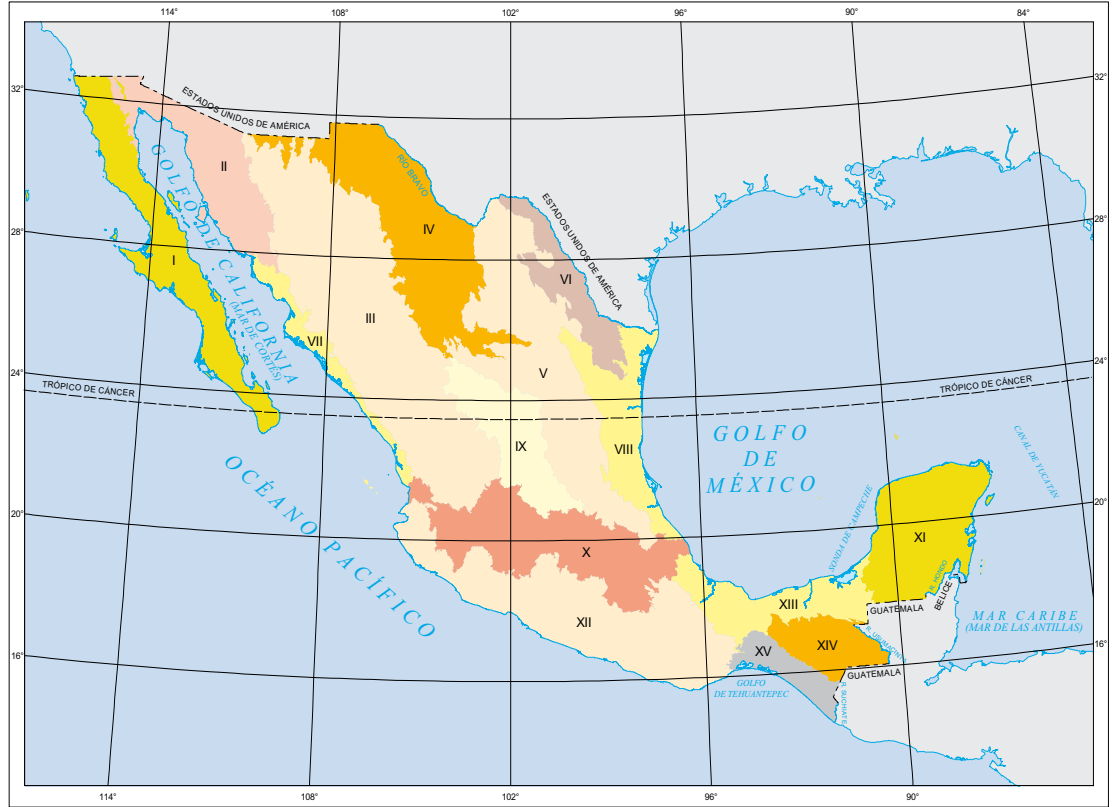 114°
108°
102°
96°
90°
84°
32°
32°
ESTADOS UNIDOS DE AMÉRICA
RÍO BRAVO
II
GOLFO DE CALIFORNIA
(MAR DE CORTÉS)
ESTADOS UNIDOS DE AMÉRICA
28°
28°
IV
I
VI
III
VII
V
24°
24°
TRÓPICO DE CÁNCER
TRÓPICO DE CÁNCER
GOLFO
DE
MÉXICO
IX
VIII
CANAL DE YUCATÁN
OCÉANO PACÍFICO
SONDA DE CAMPECHE
20°
20°
X
XI
R. HONDO
BELICE
XIII
GUATEMALA
MAR CARIBE
(MAR DE LAS ANTILLAS)
XII
XIV
R. USUMACINTA
XV
16°
16°
GUATEMALA
GOLFO
DE TEHUANTEPEC
R. SUCHIATE
114°
108°
102°
96°
90°